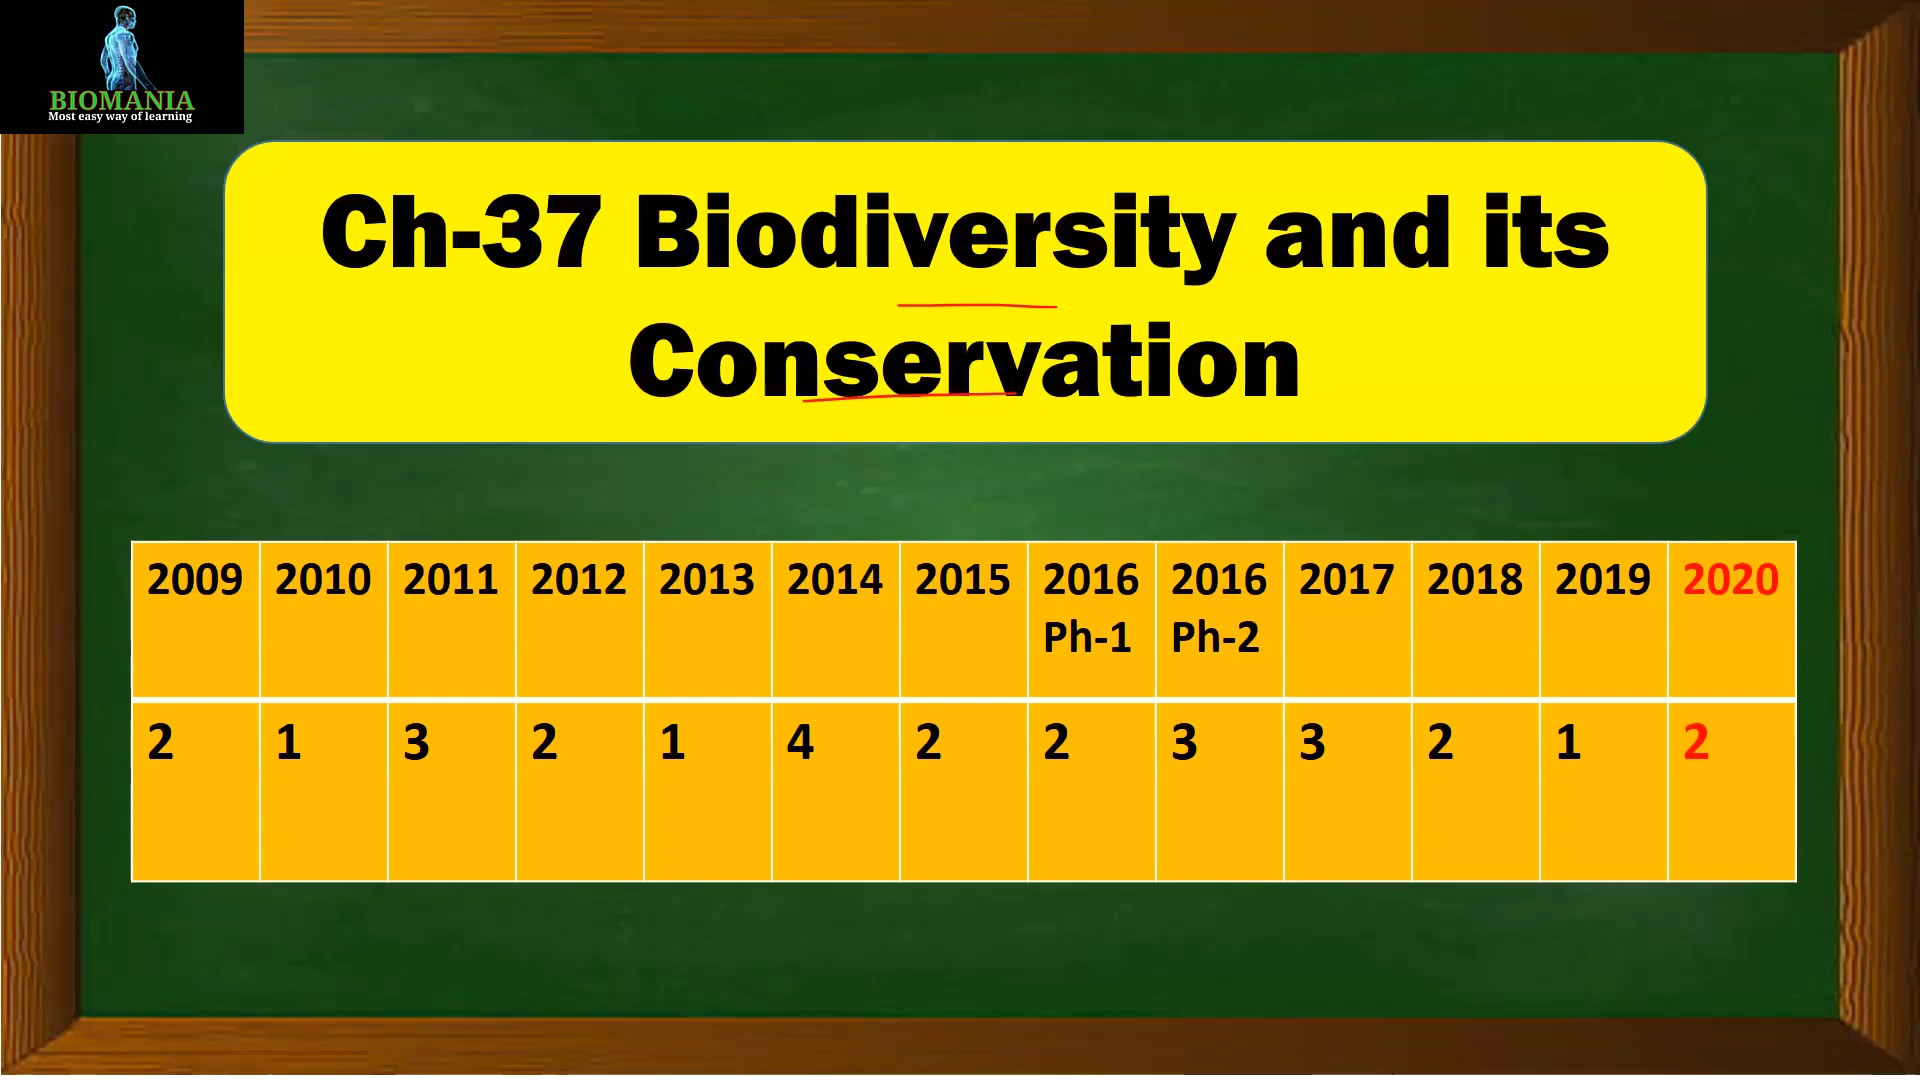 BIOMANIA
Most easy way of learning
Ch-37 Biodiversity and its
Conservation
2009 2010 2011 2012 2013 2014 2015 2016 Ph-1 2016 Ph-2 2017 2018 2019 2020
2 1 3 2 1 4 2 2 3 3 2 1 2